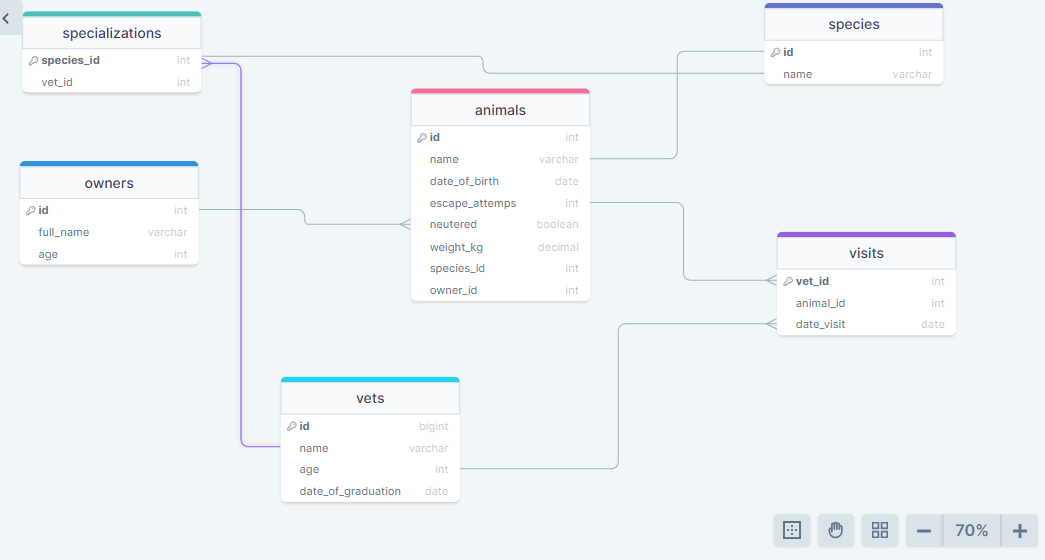 specializations
species_id int
vet_id int
species
id int
name varchar
animals
id int
name varchar
date_of_birth date
escape_attemps int
neutered boolean
weight_kg decimal
species_id int
owner_id int
owners
id int
full_name varchar
age int
visits
vet_id int
animal_id int
date_visit date
vets
id bigint
name varchar
age int
date_of_graduation date
70%